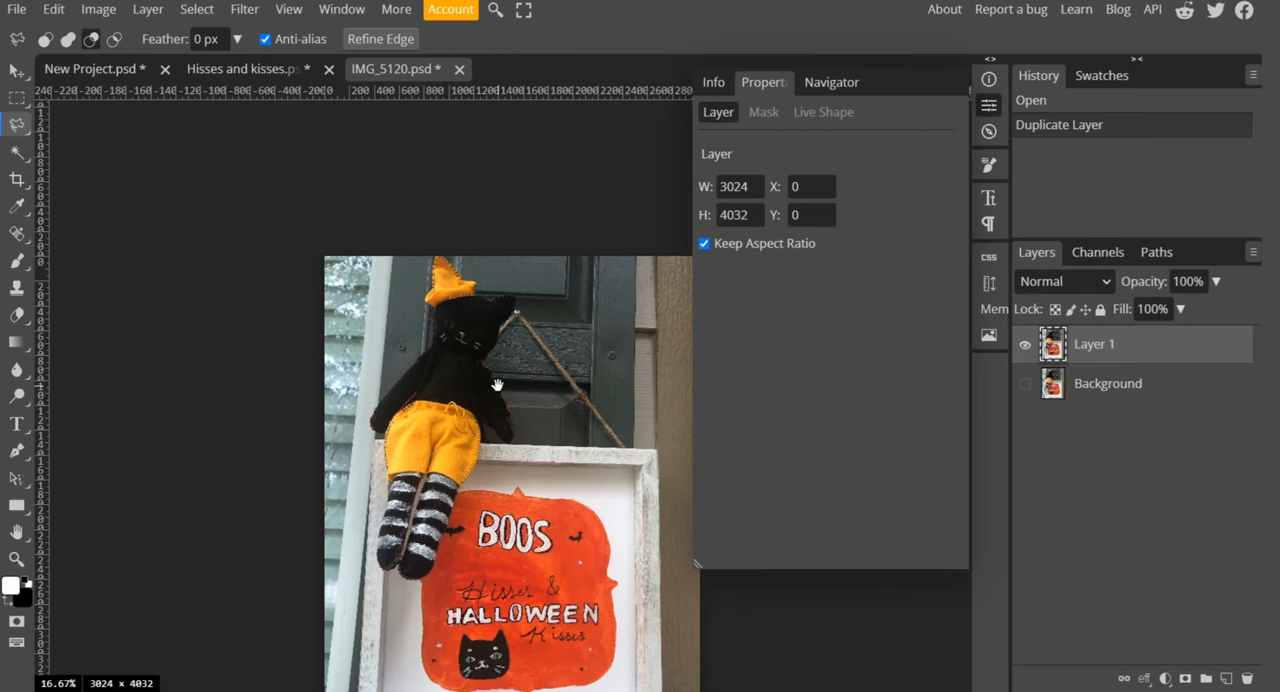 File Edit Image Layer Select Filter View Window More Account About Report a bug Learn Blog API
Feather: 0 px Anti-alias Refine Edge
New Project.psd * Hisses and kisses.ps * IMG_5120.psd *
Info Properti Navigator
Layer Mask Live Shape
Layer
W: 3024 X: 0
H: 4032 Y: 0
Keep Aspect Ratio
BOOS
Hisses &
HALLOWEEN
Kisses
CSS
Mem
History Swatches
Open
Duplicate Layer
Layers Channels Paths
Normal Opacity: 100%
Lock: Fill: 100%
Layer 1
Background
16.67% 3024 × 4032